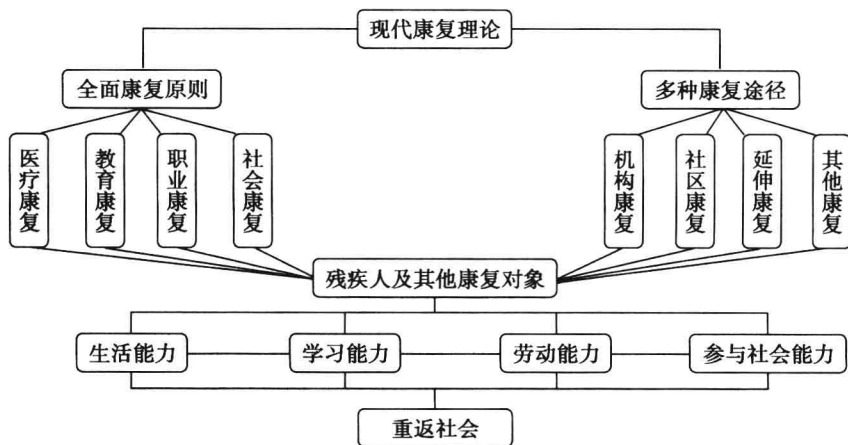 现代康复理论
全面康复原则
多种康复途径
医疗康复
教育康复
职业康复
社会康复
机构康复
社区康复
延伸康复
其他康复
残疾人及其他康复对象
生活能力
学习能力
劳动能力
参与社会能力
重返社会